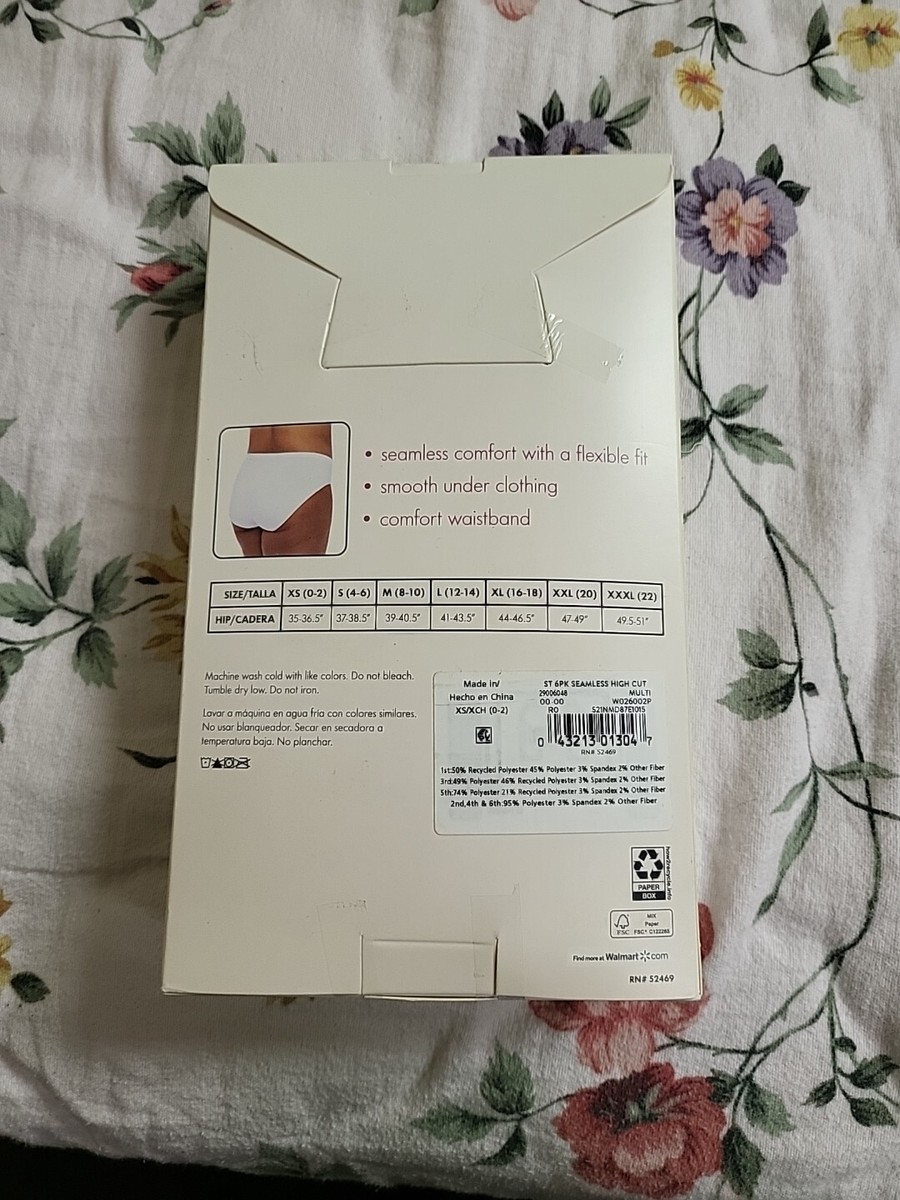 • seamless comfort with a flexible fit
• smooth under clothing
• comfort waistband
SIZE/TALLA XS (0-2) S (4-6) M (8-10) L (12-14) XL (16-18) XXL (20) XXXL (22)
HIP/CADERA 35-36.5" 37-38.5" 39-40.5" 41-43.5" 44-46.5" 47-49" 49.5-51"
Machine wash cold with like colors. Do not bleach.
Tumble dry low. Do not iron.
Lavar a máquina en agua fría con colores similares.
No usar blanqueador. Secar en secadora a
temperatura baja. No planchar.
Made in/
Hecho en China
XS/XCH (0-2)
ST 6PK SEAMLESS HIGH CUT
29006048 MULTI
00-00 W026002P
R0 S21NMD87E1015
0 43213 01304 7
RN# 52469
1st:50% Recycled Polyester 45% Polyester 3% Spandex 2% Other Fiber
3rd:49% Polyester 46% Recycled Polyester 3% Spandex 2% Other Fiber
5th:74% Polyester 21% Recycled Polyester 3% Spandex 2% Other Fiber
2nd,4th & 6th:95% Polyester 3% Spandex 2% Other Fiber
PAPER
BOX
how2recycle.info
FSC
MIX
Paper
FSC® C122285
Find more at Walmart.com
RN# 52469